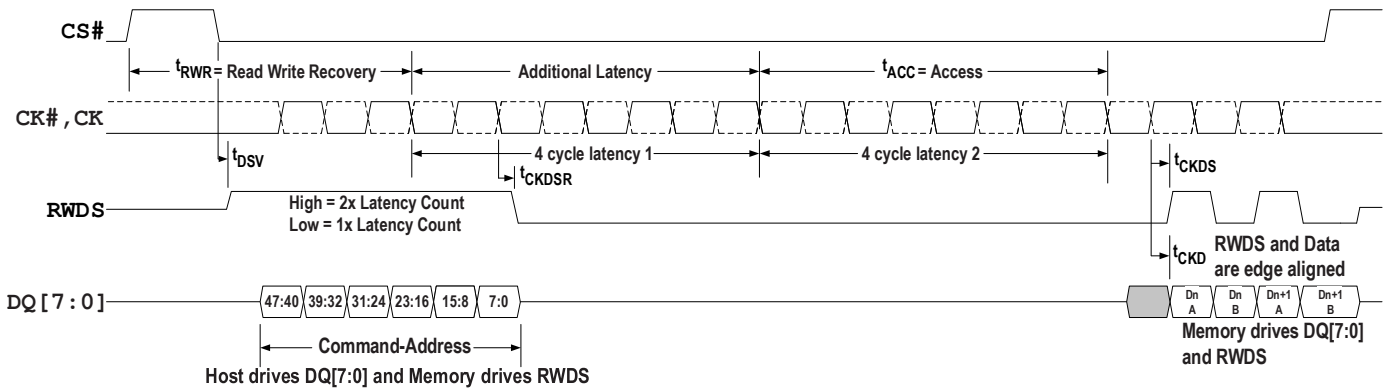 CS#
tRWR = Read Write Recovery
Additional Latency
tACC = Access
CK#,CK
tDSV
4 cycle latency 1
4 cycle latency 2
tCKDSR
tCKDS
RWDS
High = 2x Latency Count
Low = 1x Latency Count
tCKD
RWDS and Data
are edge aligned
DQ[7:0]
47:40 39:32 31:24 23:16 15:8 7:0
Dn A Dn B Dn+1 A Dn+1 B
Command-Address
Memory drives DQ[7:0]
and RWDS
Host drives DQ[7:0] and Memory drives RWDS